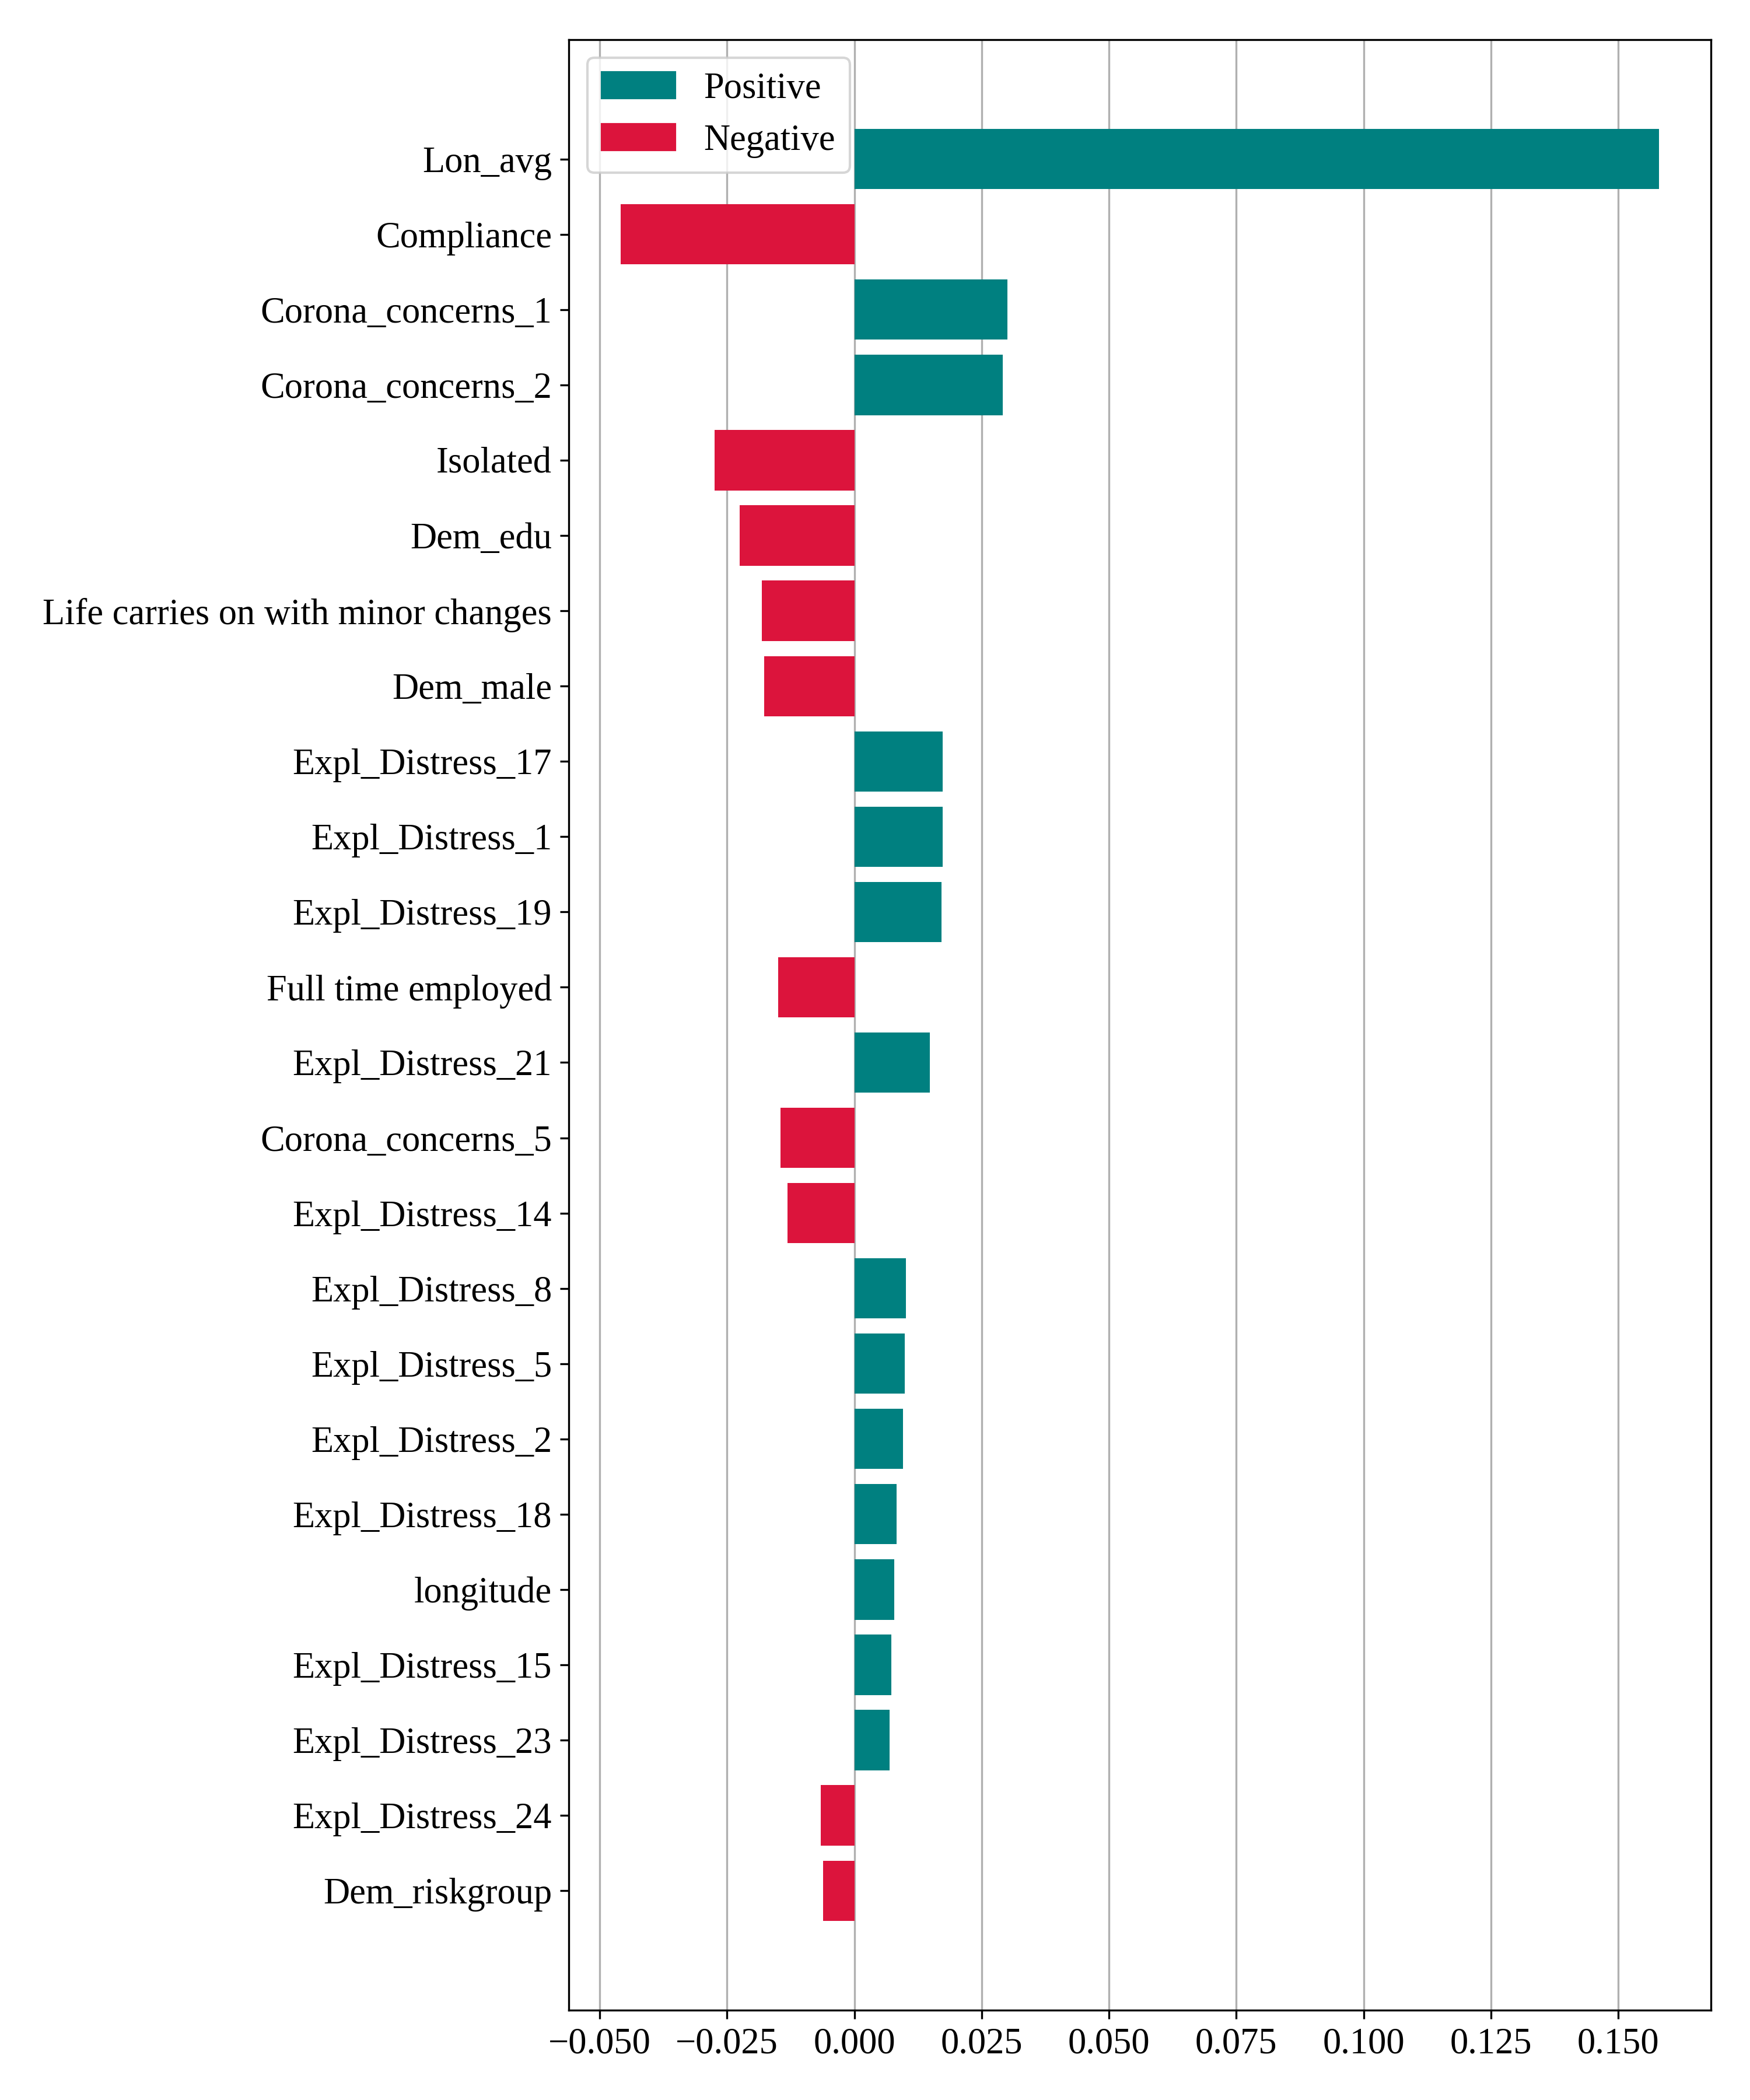 Positive
Negative
Lon_avg
Compliance
Corona_concerns_1
Corona_concerns_2
Isolated
Dem_edu
Life carries on with minor changes
Dem_male
Expl_Distress_17
Expl_Distress_1
Expl_Distress_19
Full time employed
Expl_Distress_21
Corona_concerns_5
Expl_Distress_14
Expl_Distress_8
Expl_Distress_5
Expl_Distress_2
Expl_Distress_18
longitude
Expl_Distress_15
Expl_Distress_23
Expl_Distress_24
Dem_riskgroup
−0.050 −0.025 0.000 0.025 0.050 0.075 0.100 0.125 0.150